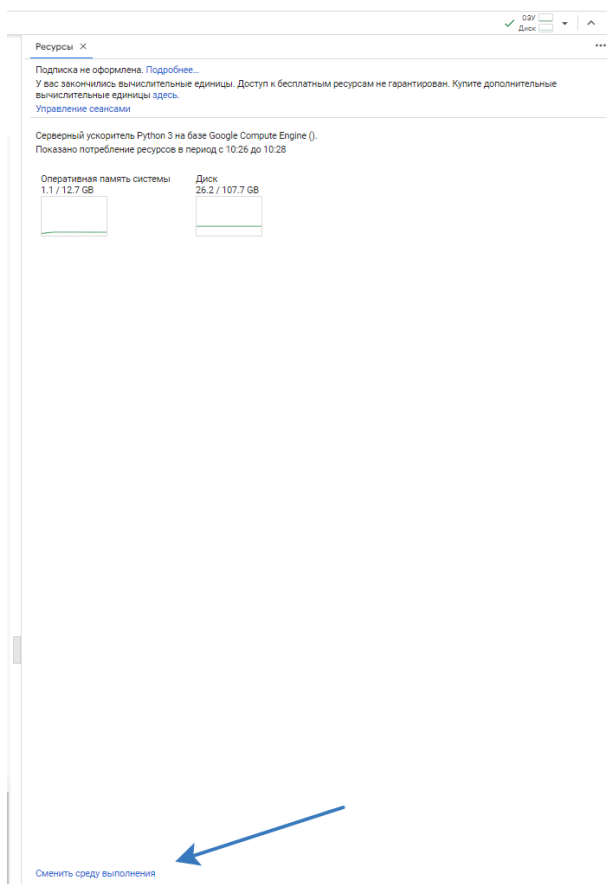 ОЗУ
Диск
Ресурсы ×
Подписка не оформлена. Подробнее...
У вас закончились вычислительные единицы. Доступ к бесплатным ресурсам не гарантирован. Купите дополнительные
вычислительные единицы здесь.
Управление сеансами
Серверный ускоритель Python 3 на базе Google Compute Engine ().
Показано потребление ресурсов в период с 10:26 до 10:28
Оперативная память системы Диск
1.1 / 12.7 GB 26.2 / 107.7 GB
Сменить среду выполнения